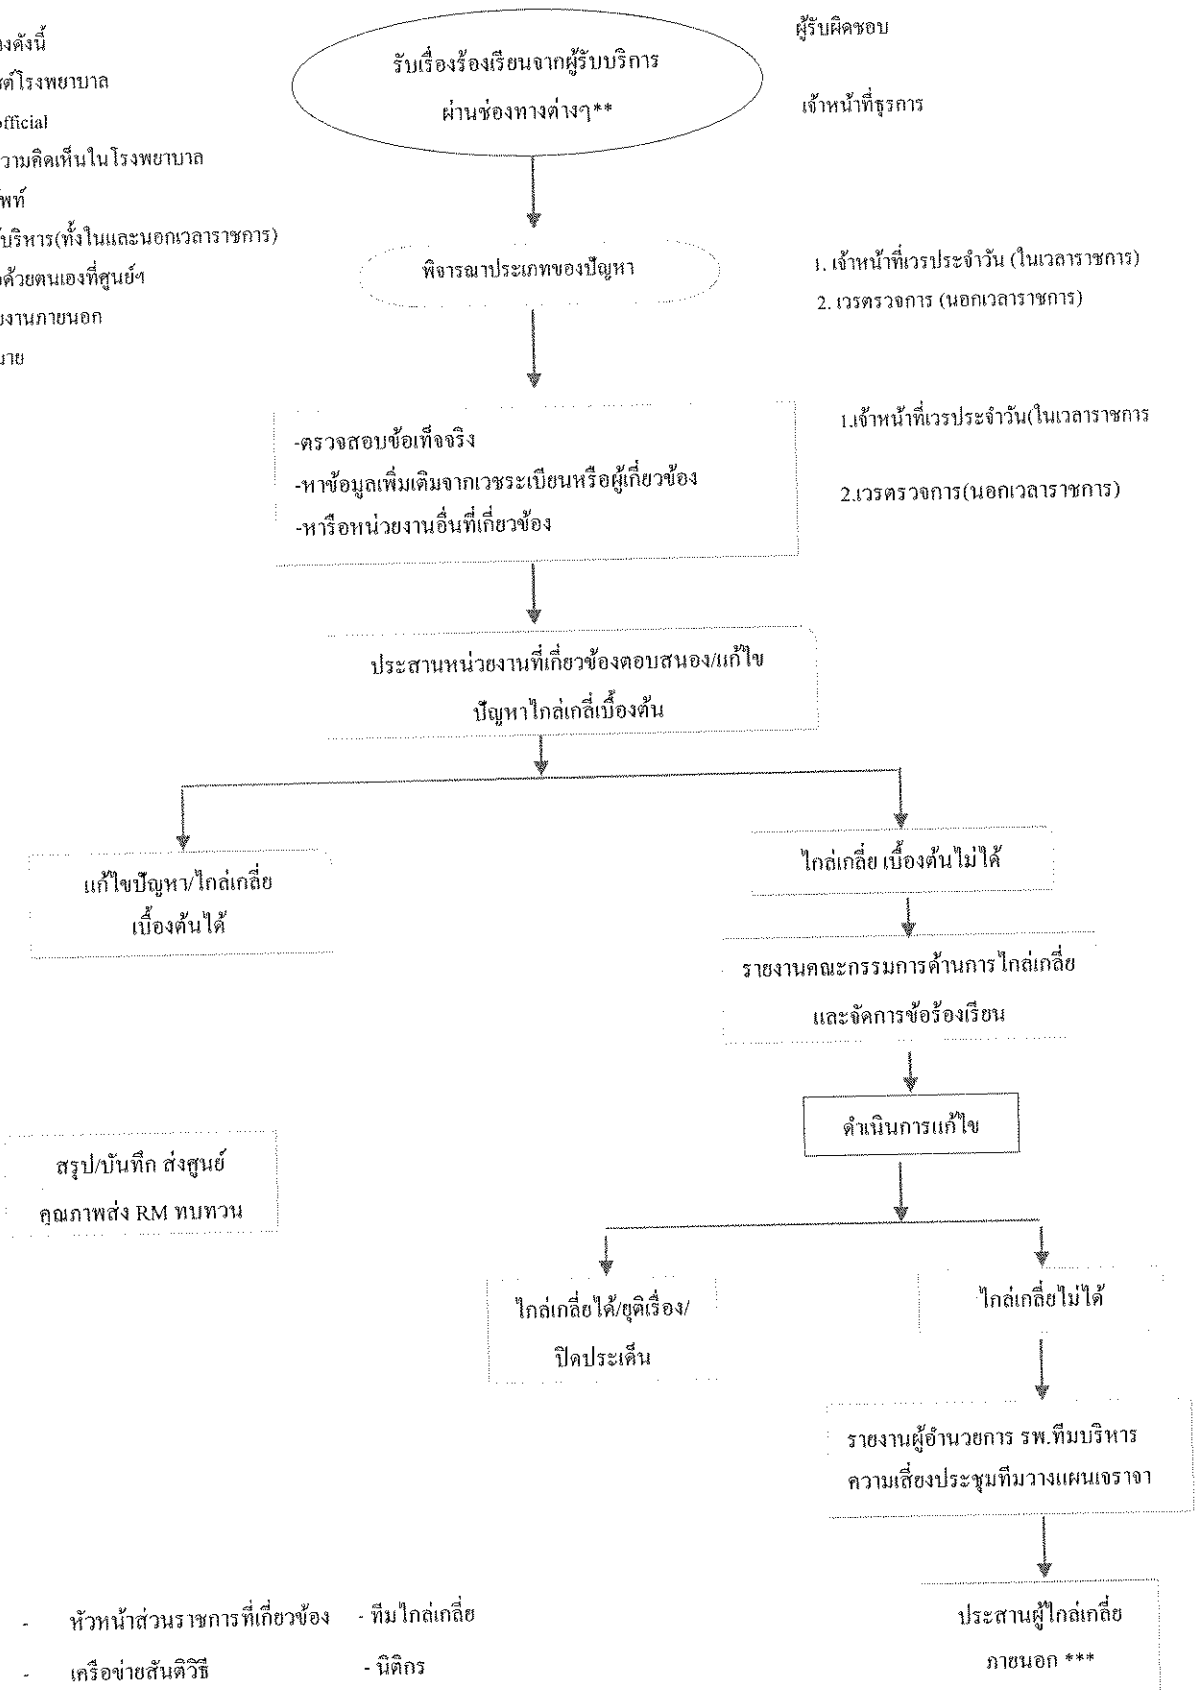 งดังนี้
ซต์โรงพยาบาล
official
วามคิดเห็นในโรงพยาบาล
ัพท์
้บริหาร(ทั้งในและนอกเวลาราชการ)
งด้วยตนเองที่ศูนย์ฯ
ยงานภายนอก
มาย
รับเรื่องร้องเรียนจากผู้รับบริการ
ผ่านช่องทางต่างๆ**
ผู้รับผิดชอบ
เจ้าหน้าที่ธุรการ
พิจารณาประเภทของปัญหา
1. เจ้าหน้าที่เวรประจำวัน (ในเวลาราชการ)
2. เวรตรวจการ (นอกเวลาราชการ)
-ตรวจสอบข้อเท็จจริง
-หาข้อมูลเพิ่มเติมจากเวชระเบียนหรือผู้เกี่ยวข้อง
-หารือหน่วยงานอื่นที่เกี่ยวข้อง
1.เจ้าหน้าที่เวรประจำวัน(ในเวลาราชการ
2.เวรตรวจการ(นอกเวลาราชการ)
ประสานหน่วยงานที่เกี่ยวข้องตอบสนอง/แก้ไข
ปัญหาไกล่เกลี่เบื้องต้น
แก้ไขปัญหา/ไกล่เกลี่ย
เบื้องต้นได้
ไกล่เกลี่ย เบื้องต้นไม่ได้
รายงานคณะกรรมการด้านการไกล่เกลี่ย
และจัดการข้อร้องเรียน
ดำเนินการแก้ไข
สรุป/บันทึก ส่งศูนย์
คุณภาพส่ง RM ทบทวน
ไกล่เกลี่ยได้/ยุติเรื่อง/
ปิดประเด็น
ไกล่เกลี่ยไม่ได้
รายงานผู้อำนวยการ รพ.ทีมบริหาร
ความเสี่ยงประชุมทีมวางแผนเจราจา
ประสานผู้ไกล่เกลี่ย
ภายนอก ***
- หัวหน้าส่วนราชการที่เกี่ยวข้อง - ทีมไกล่เกลี่ย
- เครือข่ายสันติวิธี - นิติกร